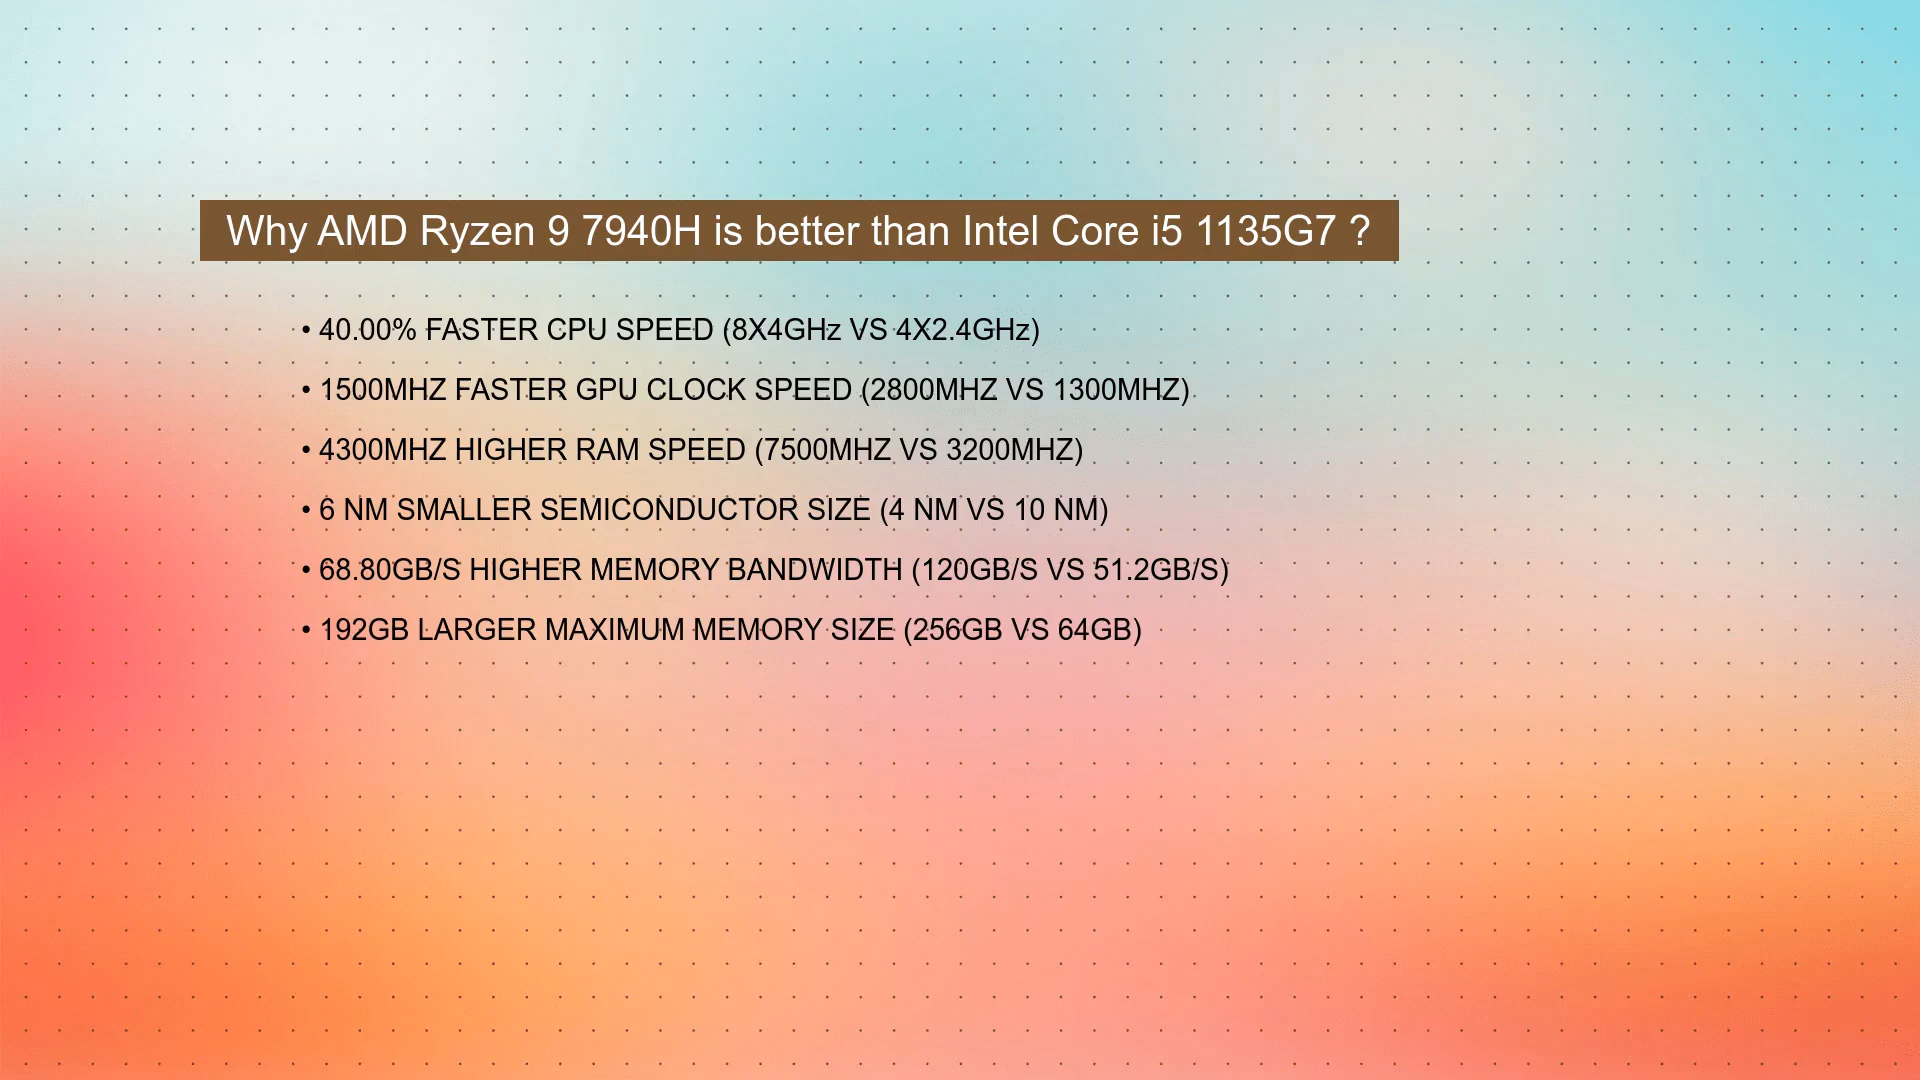 Why AMD Ryzen 9 7940H is better than Intel Core i5 1135G7 ?
• 40.00% FASTER CPU SPEED (8X4GHz VS 4X2.4GHz)
• 1500MHZ FASTER GPU CLOCK SPEED (2800MHZ VS 1300MHZ)
• 4300MHZ HIGHER RAM SPEED (7500MHZ VS 3200MHZ)
• 6 NM SMALLER SEMICONDUCTOR SIZE (4 NM VS 10 NM)
• 68.80GB/S HIGHER MEMORY BANDWIDTH (120GB/S VS 51.2GB/S)
• 192GB LARGER MAXIMUM MEMORY SIZE (256GB VS 64GB)